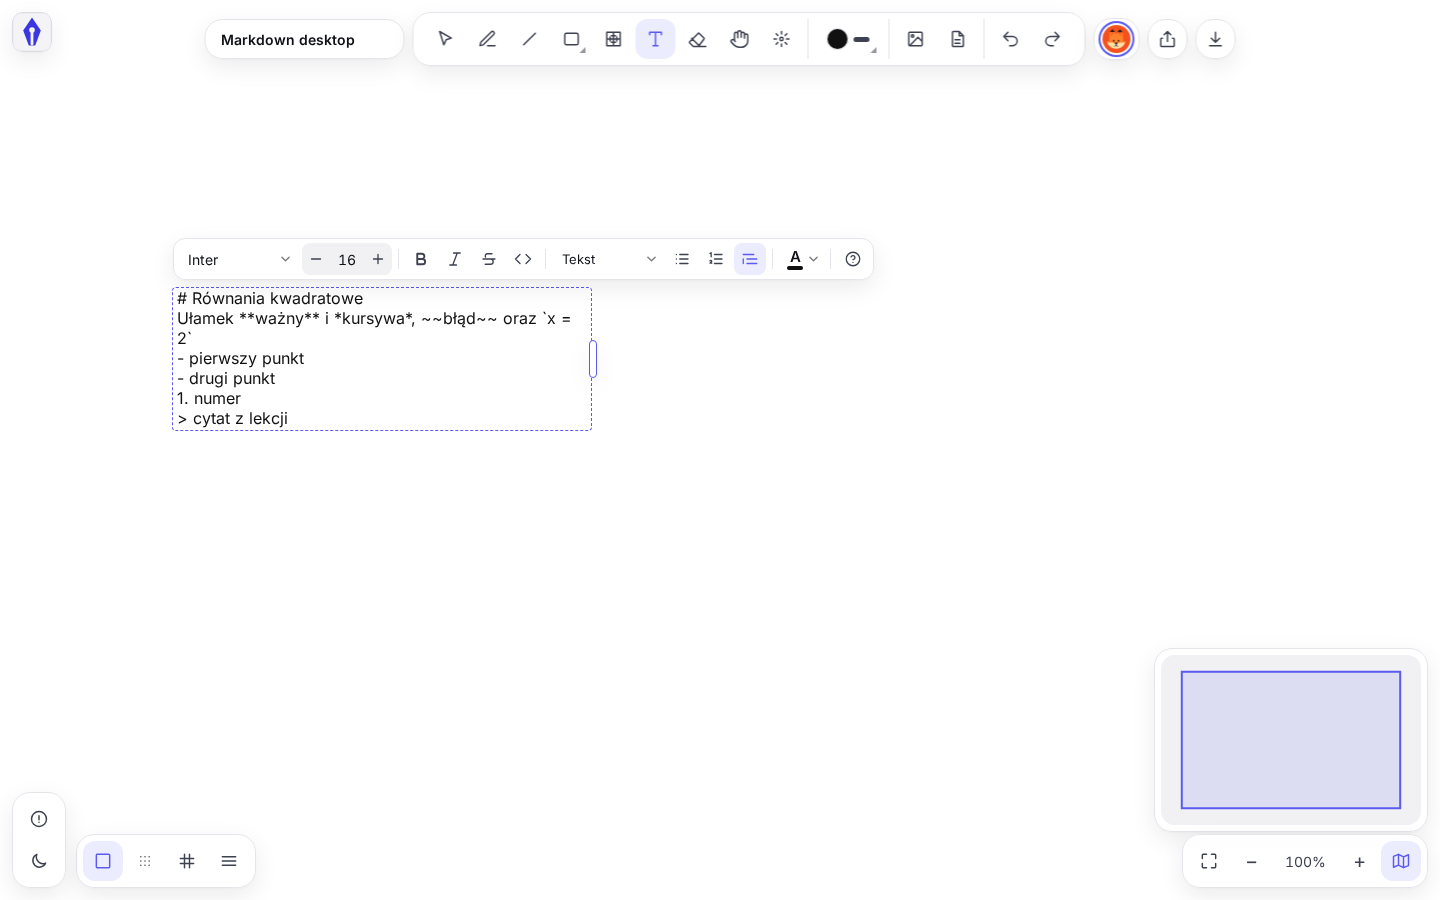 Markdown desktop
Inter
16
B
Tekst
A
# Równania kwadratowe
Ułamek **ważny** i *kursywa*, ~~błąd~~ oraz `x =
2`
- pierwszy punkt
- drugi punkt
1. numer
> cytat z lekcji
100%